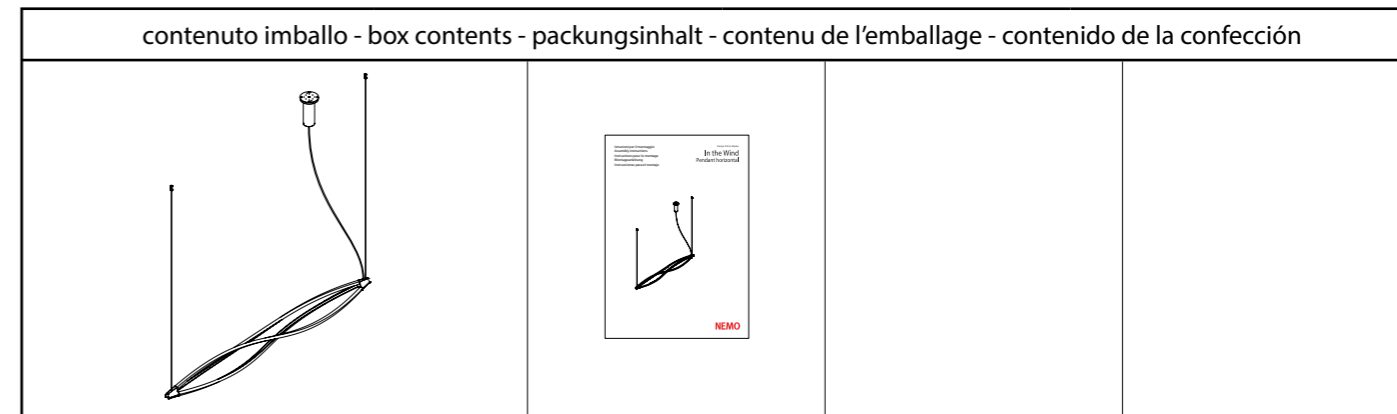 contenuto imballo - box contents - packungsinhalt - contenu de l’emballage - contenido de la confección
In the Wind
Pendant horizontal
NEMO